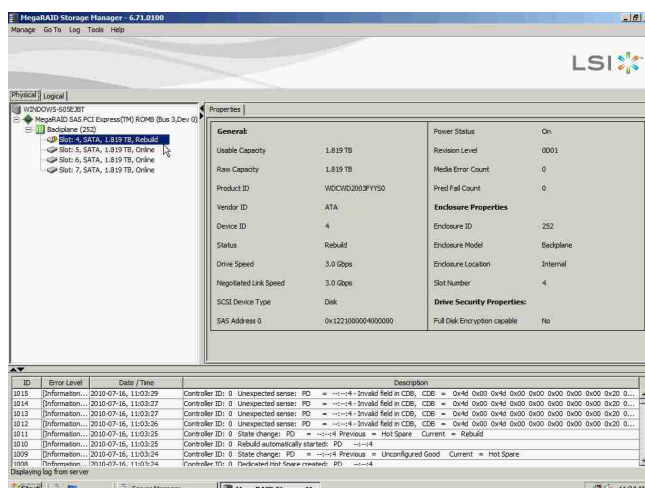 MegaRAID Storage Manager - 6.71.0100
Manage Go To Log Tools Help
LSI
Physical Logical
WINDOWS-S05EJBT
MegaRAID SAS PCI Express(TM) ROMB (Bus 3,Dev 0)
Backplane (252)
Slot: 4, SATA, 1.819 TB, Rebuild
Slot: 5, SATA, 1.819 TB, Online
Slot: 6, SATA, 1.819 TB, Online
Slot: 7, SATA, 1.819 TB, Online
Properties
General:
Usable Capacity 1.819 TB
Raw Capacity 1.819 TB
Product ID WDCWD2003FYYS0
Vendor ID ATA
Device ID 4
Status Rebuild
Drive Speed 3.0 Gbps
Negotiated Link Speed 3.0 Gbps
SCSI Device Type Disk
SAS Address 0 0x1221000004000000
Power Status On
Revision Level 0D01
Media Error Count 0
Pred Fail Count 0
Enclosure Properties
Enclosure ID 252
Enclosure Model Backplane
Enclosure Location Internal
Slot Number 4
Drive Security Properties:
Full Disk Encryption capable No
ID Error Level Date / Time Description
1015 [Information... 2010-07-16, 11:03:29 Controller ID: 0 Unexpected sense: PD = --:--:4 - Invalid field in CDB, CDB = 0x4d 0x00 0x4d 0x00 0x00 0x00 0x00 0x00 0x20 0...
1014 [Information... 2010-07-16, 11:03:27 Controller ID: 0 Unexpected sense: PD = --:--:4 - Invalid field in CDB, CDB = 0x4d 0x00 0x4d 0x00 0x00 0x00 0x00 0x00 0x20 0...
1013 [Information... 2010-07-16, 11:03:27 Controller ID: 0 Unexpected sense: PD = --:--:4 - Invalid field in CDB, CDB = 0x4d 0x00 0x4d 0x00 0x00 0x00 0x00 0x00 0x20 0...
1012 [Information... 2010-07-16, 11:03:26 Controller ID: 0 Unexpected sense: PD = --:--:4 - Invalid field in CDB, CDB = 0x4d 0x00 0x4d 0x00 0x00 0x00 0x00 0x00 0x20 0...
1011 [Information... 2010-07-16, 11:03:25 Controller ID: 0 State change: PD = --:--:4 Previous = Hot Spare Current = Rebuild
1010 [Information... 2010-07-16, 11:03:25 Controller ID: 0 Rebuild automatically started: PD --:--:4
1009 [Information... 2010-07-16, 11:03:24 Controller ID: 0 State change: PD = --:--:4 Previous = Unconfigured Good Current = Hot Spare
1008 [Information... 2010-07-16, 11:03:24 Controller ID: 0 Dedicated Hot Spare created: PD --:--:4
Displaying log from server